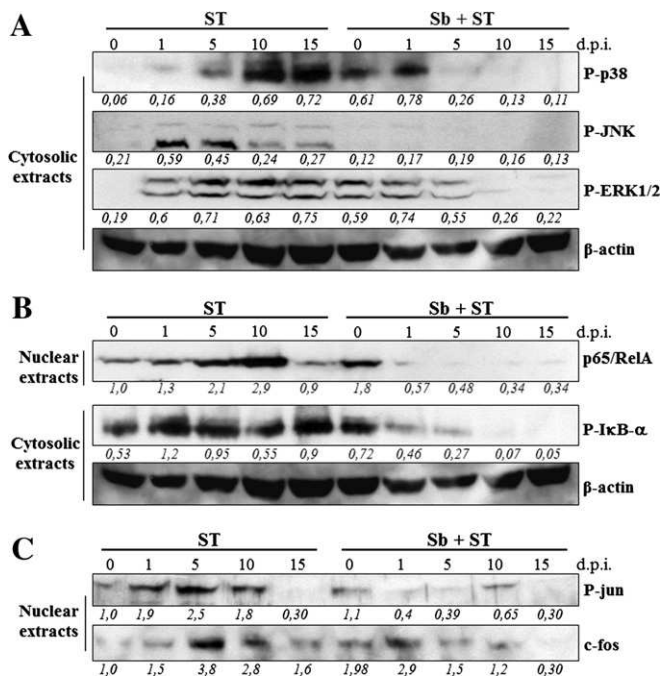 A
ST Sb + ST
0 1 5 10 15 0 1 5 10 15 d.p.i.
P-p38
0,06 0,16 0,38 0,69 0,72 0,61 0,78 0,26 0,13 0,11
P-JNK
Cytosolic
extracts
0,21 0,59 0,45 0,24 0,27 0,12 0,17 0,19 0,16 0,13
P-ERK1/2
0,19 0,6 0,71 0,63 0,75 0,59 0,74 0,55 0,26 0,22
β-actin
B
ST Sb + ST
0 1 5 10 15 0 1 5 10 15 d.p.i.
Nuclear
extracts
p65/RelA
1,0 1,3 2,1 2,9 0,9 1,8 0,57 0,48 0,34 0,34
P-IκB-α
Cytosolic
extracts
0,53 1,2 0,95 0,55 0,9 0,72 0,46 0,27 0,07 0,05
β-actin
C
ST Sb + ST
0 1 5 10 15 0 1 5 10 15 d.p.i.
P-jun
Nuclear
extracts
1,0 1,9 2,5 1,8 0,30 1,1 0,4 0,39 0,65 0,30
c-fos
1,0 1,5 3,8 2,8 1,6 1,98 2,9 1,5 1,2 0,30